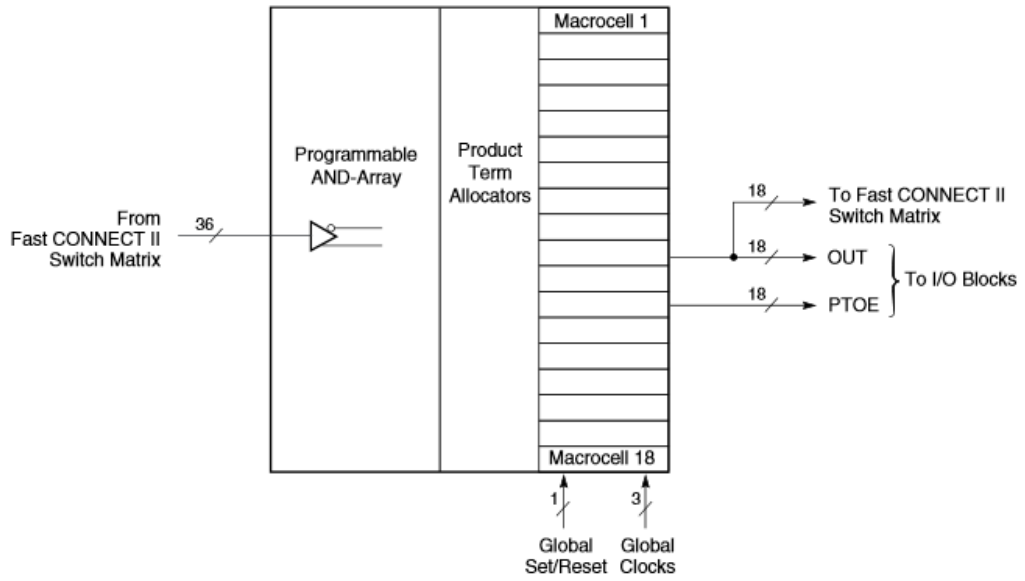 Macrocell 1
Programmable
AND-Array
Product
Term
Allocators
From
Fast CONNECT II
Switch Matrix
36
18
To Fast CONNECT II
Switch Matrix
18
OUT
To I/O Blocks
18
PTOE
Macrocell 18
1
3
Global
Set/Reset
Global
Clocks